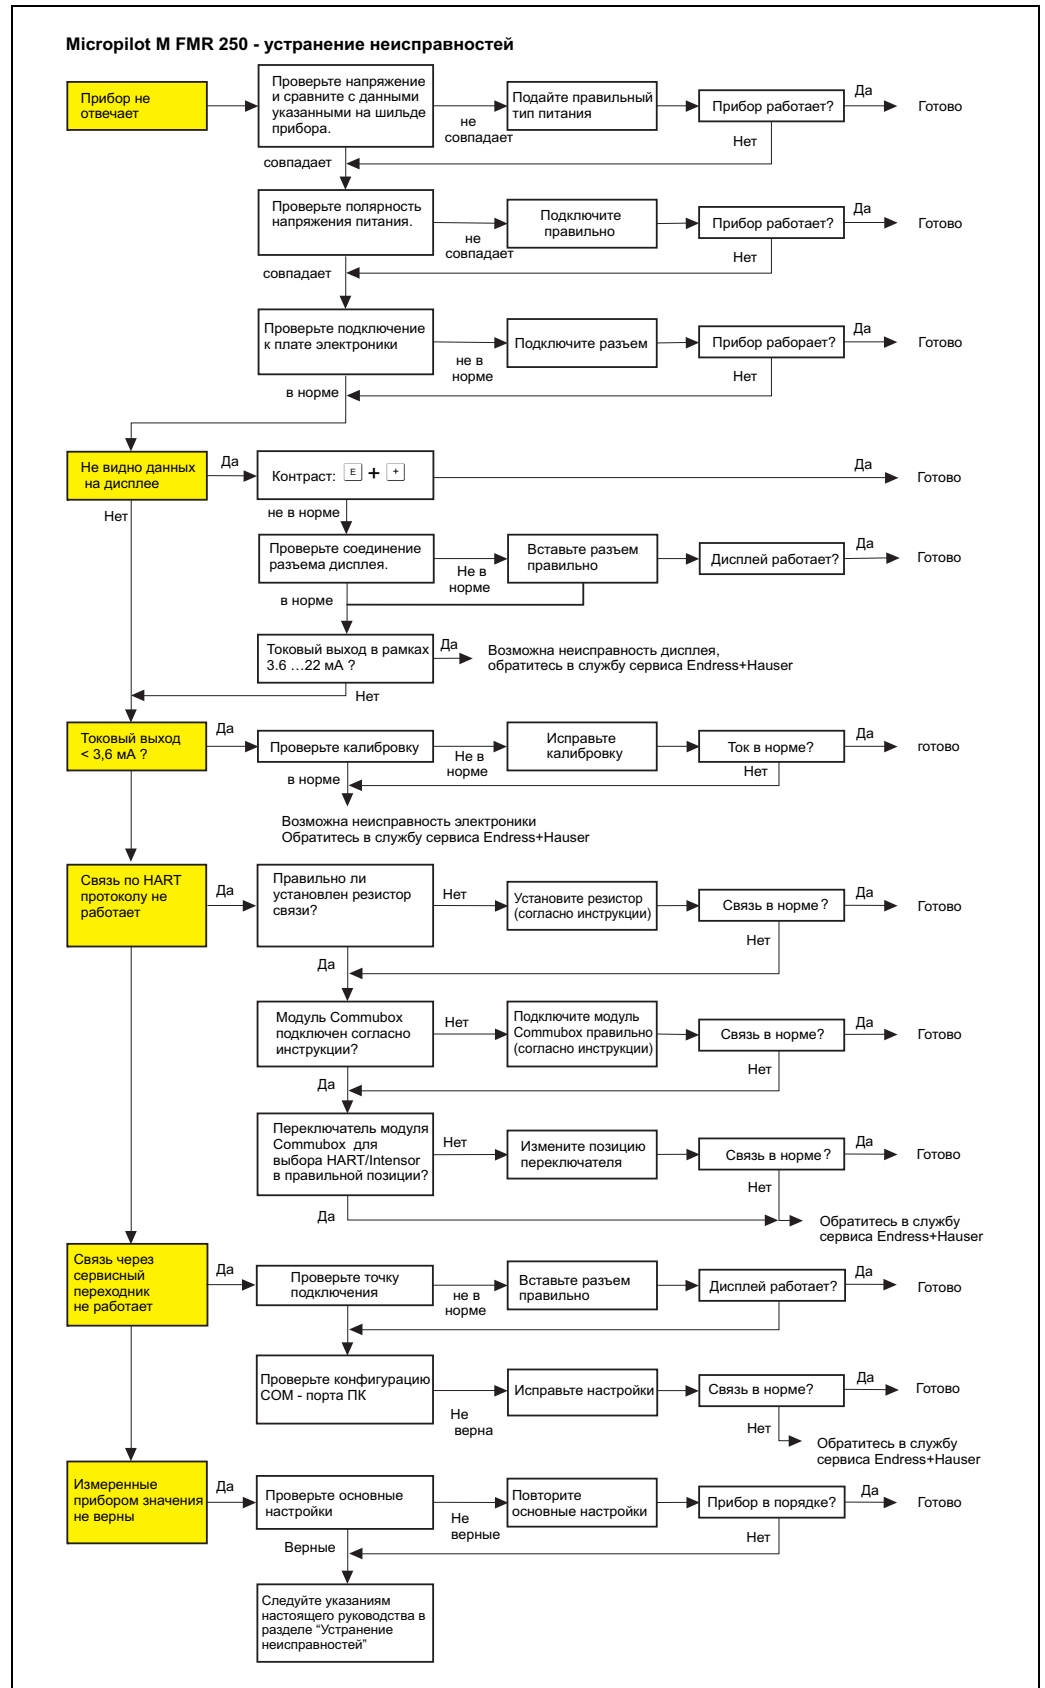 Micropilot M FMR 250 - устранение неисправностей
Прибор не
отвечает
Проверьте напряжение
и сравните с данными
указанными на шильде
прибора.
не
совпадает
Подайте правильный
тип питания
Прибор работает?
Да
Готово
Нет
совпадает
Проверьте полярность
напряжения питания.
не
совпадает
Подключите
правильно
Прибор работает?
Да
Готово
Нет
совпадает
Проверьте подключение
к плате электроники
не в
норме
Подключите разъем
Прибор раборает?
Да
Готово
Нет
в норме
Не видно данных
на дисплее
Да
Контраст: E + +
Да
Готово
Нет
не в норме
Проверьте соединение
разъема дисплея.
Не в
норме
Вставьте разъем
правильно
Дисплей работает?
Да
Готово
в норме
Токовый выход в рамках
3.6 ...22 мА ?
Да
Возможна неисправность дисплея,
обратитесь в службу сервиса Endress+Hauser
Нет
Токовый выход
< 3,6 мА ?
Да
Проверьте калибровку
Не в
норме
Исправьте
калибровку
Ток в норме?
Да
готово
Нет
в норме
Возможна неисправность электроники
Обратитесь в службу сервиса Endress+Hauser
Связь по HART
протоколу не
работает
Да
Правильно ли
установлен резистор
связи?
Нет
Установите резистор
(согласно инструкции)
Связь в норме?
Да
Готово
Нет
Да
Модуль Commubox
подключен согласно
инструкции?
Нет
Подключите модуль
Commubox правильно
(согласно инструкции)
Связь в норме?
Да
Готово
Нет
Да
Переключатель модуля
Commubox для
выбора HART/Intensor
в правильной позиции?
Нет
Измените позицию
переключателя
Связь в норме?
Да
Готово
Нет
Да
Обратитесь в службу
сервиса Endress+Hauser
Связь через
сервисный
переходник
не работает
Да
Проверьте точку
подключения
не в
норме
Вставьте разъем
правильно
Дисплей работает?
Да
Готово
Проверьте конфигурацию
COM - порта ПК
Не
верна
Исправьте настройки
Связь в норме?
Да
Готово
Нет
Обратитесь в службу
сервиса Endress+Hauser
Измеренные
прибором значения
не верны
Да
Проверьте основные
настройки
Не
верные
Повторите
основные настройки
Прибор в порядке?
Да
Готово
Нет
Верные
Следуйте указаниям
настоящего руководства в
разделе “Устранение
неисправностей”